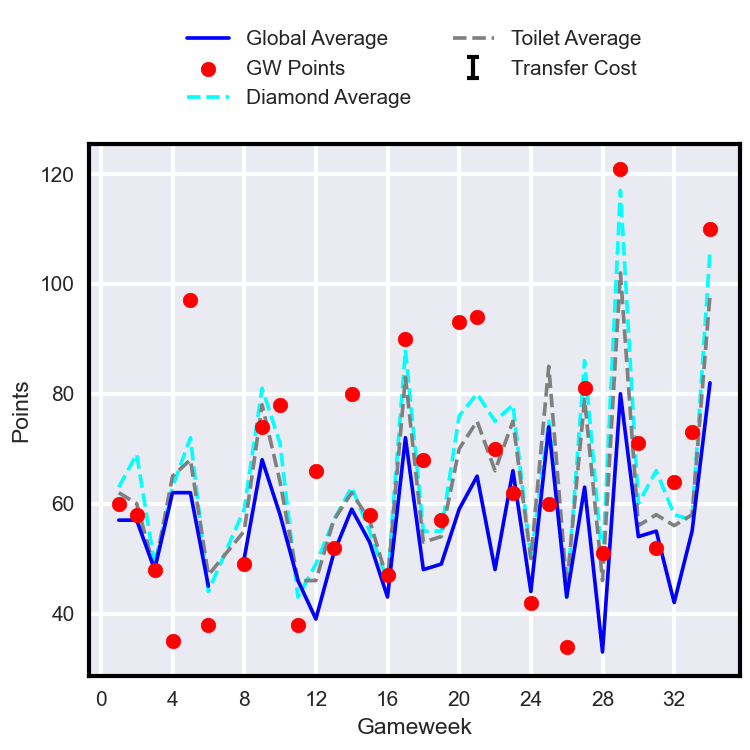 Global Average
GW Points
Diamond Average
Toilet Average
Transfer Cost
120
100
80
60
40
Points
0 4 8 12 16 20 24 28 32
Gameweek